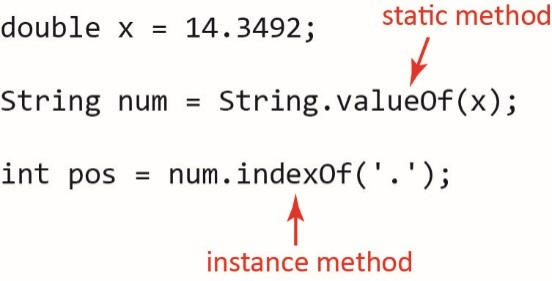 static method
double x = 14.3492;
String num = String.valueOf(x);
int pos = num.indexOf('.');
instance method